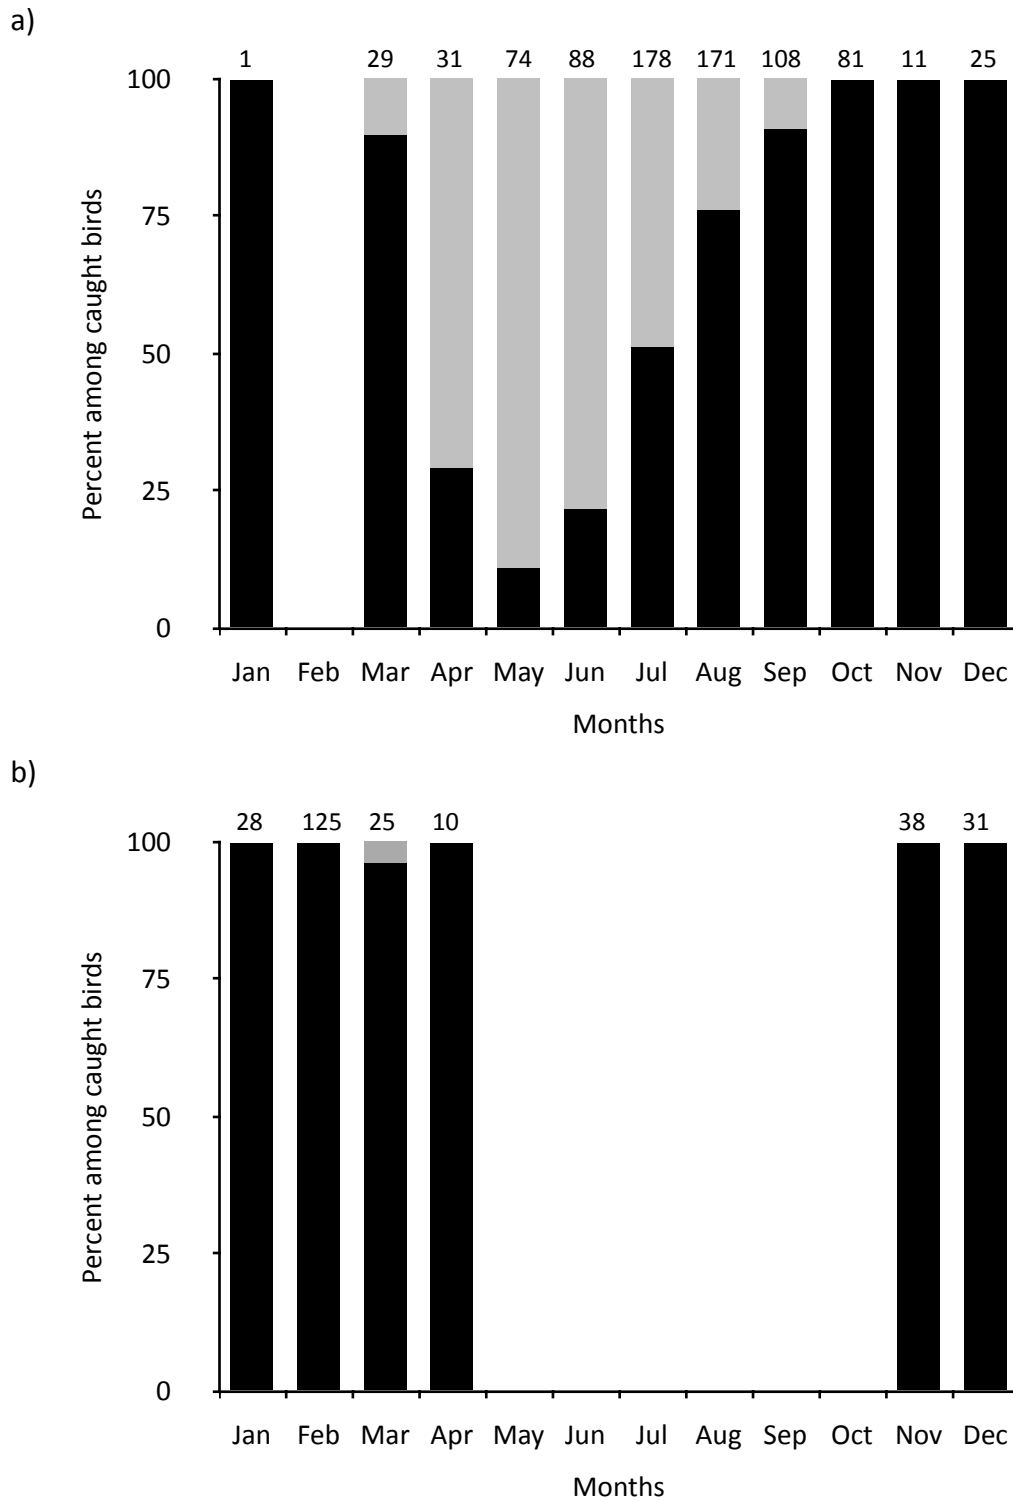 a)
1 29 31 74 88 178 171 108 81 11 25
100
75
50
25
0
Percent among caught birds
Jan Feb Mar Apr May Jun Jul Aug Sep Oct Nov Dec
Months
b)
28 125 25 10 38 31
100
75
50
25
0
Percent among caught birds
Jan Feb Mar Apr May Jun Jul Aug Sep Oct Nov Dec
Months